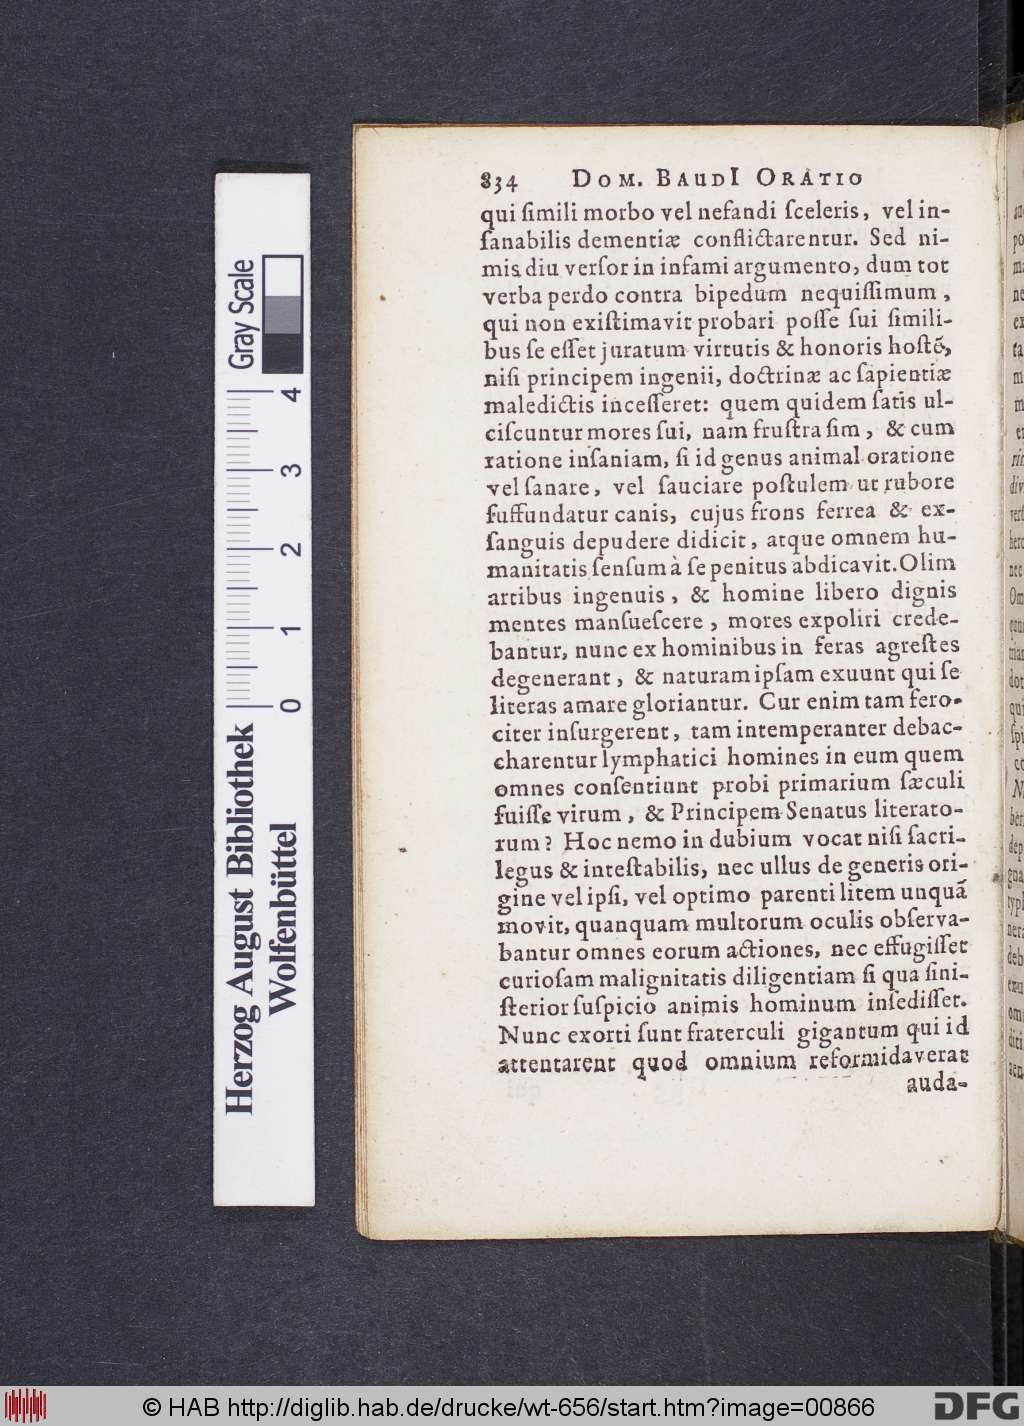 834 DOM. BAUDI ORATIO
qui ſimili morbo vel nefandi ſceleris, vel in-
ſanabilis dementiæ conflictarentur. Sed ni-
mis diu verſor in infami argumento, dum tot
verba perdo contra bipedum nequiſſimum,
qui non exiſtimavit probari poſſe ſui ſimili-
bus ſe eſſet juratum virtutis & honoris hoſtē,
niſi principem ingenii, doctrinæ ac ſapientiæ
maledictis inceſſeret: quem quidem ſatis ul-
ciſcuntur mores ſui, nam fruſtra ſim, & cum
ratione inſaniam, ſi id genus animal oratione
vel ſanare, vel ſauciare poſtulem ut rubore
ſuffundatur canis, cujus frons ferrea & ex-
ſanguis depudere didicit, atque omnem hu-
manitatis ſenſum à ſe penitus abdicavit. Olim
artibus ingenuis, & homine libero dignis
mentes manſueſcere, mores expoliri crede-
bantur, nunc ex hominibus in feras agreſtes
degenerant, & naturam ipſam exuunt qui ſe
literas amare gloriantur. Cur enim tam fero-
citer inſurgerent, tam intemperanter debac-
charentur lymphatici homines in eum quem
omnes conſentiunt probi primarium ſæculi
fuiſſe virum, & Principem Senatus literato-
rum? Hoc nemo in dubium vocat niſi ſacri-
legus & inteſtabilis, nec ullus de generis ori-
gine vel ipſi, vel optimo parenti litem unquā
movit, quanquam multorum oculis obſerva-
bantur omnes eorum actiones, nec effugiſſet
curioſam malignitatis diligentiam ſi qua ſini-
ſterior ſuſpicio animis hominum inſediſſet.
Nunc exorti ſunt fraterculi gigantum qui id
attentarent quod omnium reformidaverat
auda-
Herzog August Bibliothek
Wolfenbüttel
0 1 2 3 4
Gray Scale
© HAB http://diglib.hab.de/drucke/wt-656/start.htm?image=00866
DFG